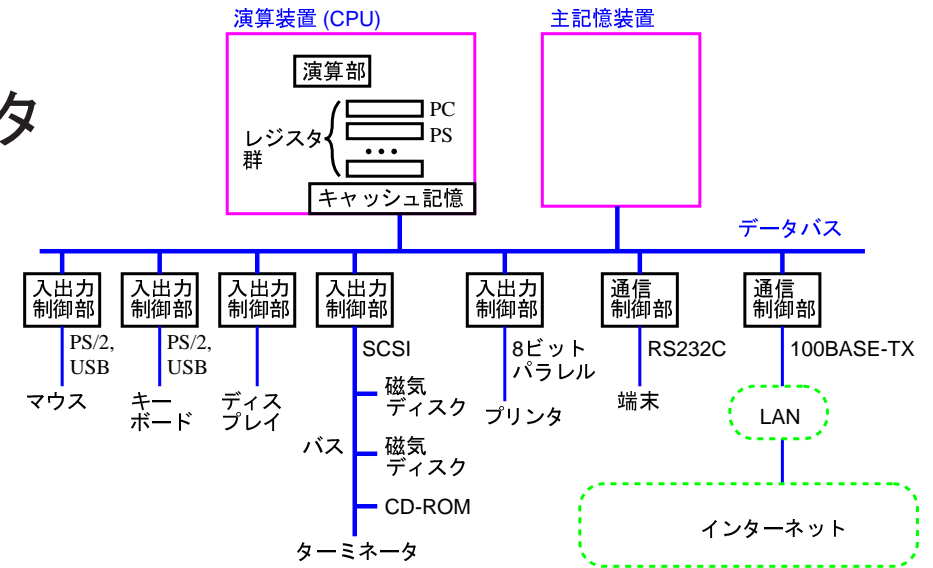 演算装置 (CPU)
主記憶装置
タ
演算部
PC
PS
レジスタ
群
•••
キャッシュ記憶
データバス
入出力
制御部
入出力
制御部
入出力
制御部
入出力
制御部
入出力
制御部
通信
制御部
通信
制御部
PS/2,
USB
PS/2,
USB
SCSI
8ビット
パラレル
RS232C
100BASE-TX
マウス
キー
ボード
ディス
プレイ
磁気
ディスク
プリンタ
端末
LAN
バス
磁気
ディスク
CD-ROM
ターミネータ
インターネット